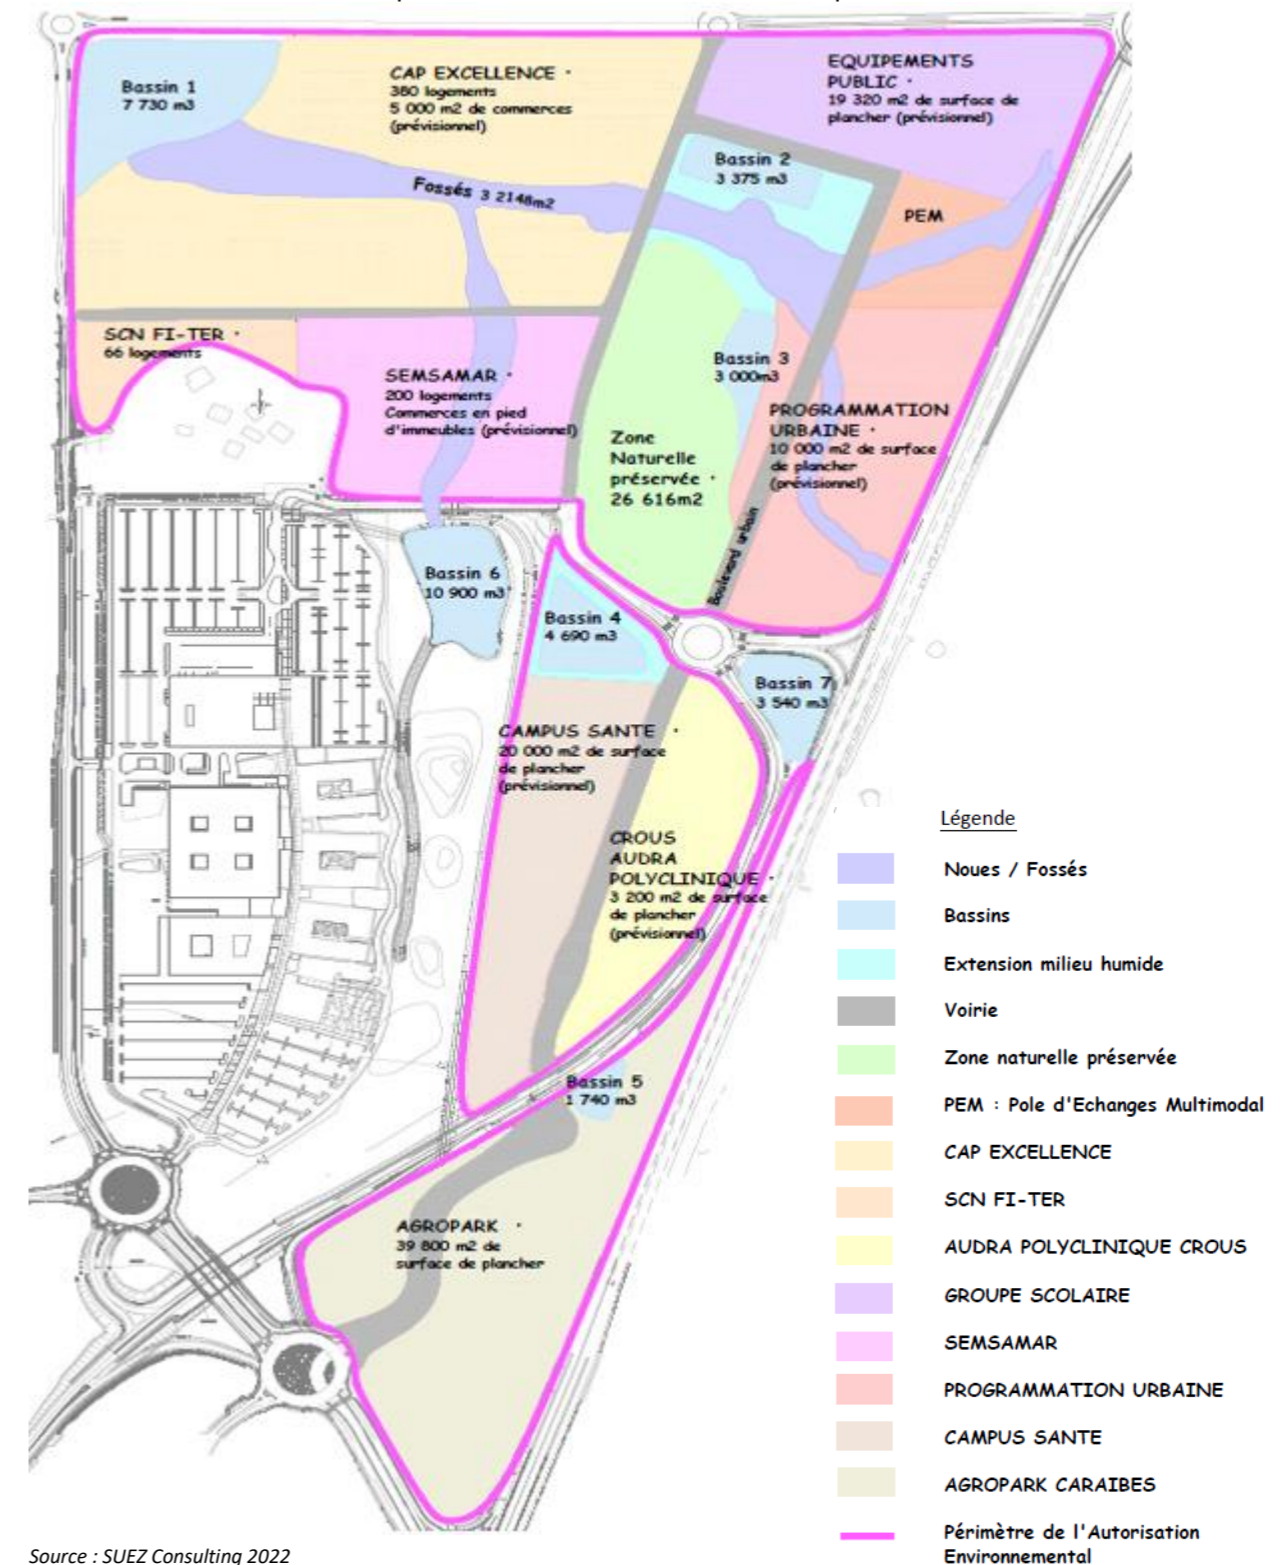 Bassin 1
7 730 m3
CAP EXCELLENCE ·
380 logements
5 000 m2 de commerces
(prévisionnel)
EQUIPEMENTS
PUBLIC ·
19 320 m2 de surface de
plancher (prévisionnel)
Bassin 2
3 375 m3
Fossés 3 2148m2
PEM
SCN FI-TER ·
66 logements
SEMSAMAR ·
200 logements
Commerces en pied
d'immeubles (prévisionnel)
Bassin 3
3 000m3
PROGRAMMATION
URBAINE ·
10 000 m2 de surface
de plancher
(prévisionnel)
Zone
Naturelle
préservée ·
26 616m2
Boulevard urbain
Bassin 6
10 900 m3
Bassin 4
4 690 m3
Bassin 7
3 540 m3
CAMPUS SANTE ·
20 000 m2 de surface
de plancher
(prévisionnel)
CROUS
AUDRA
POLYCLINIQUE ·
3 200 m2 de surface
de plancher
(prévisionnel)
Bassin 5
1 740 m3
AGROPARK ·
39 800 m2 de
surface de plancher
Légende
Noues / Fossés
Bassins
Extension milieu humide
Voirie
Zone naturelle préservée
PEM : Pole d'Echanges Multimodal
CAP EXCELLENCE
SCN FI-TER
AUDRA POLYCLINIQUE CROUS
GROUPE SCOLAIRE
SEMSAMAR
PROGRAMMATION URBAINE
CAMPUS SANTE
AGROPARK CARAIBES
Périmètre de l'Autorisation
Environnemental
Source : SUEZ Consulting 2022